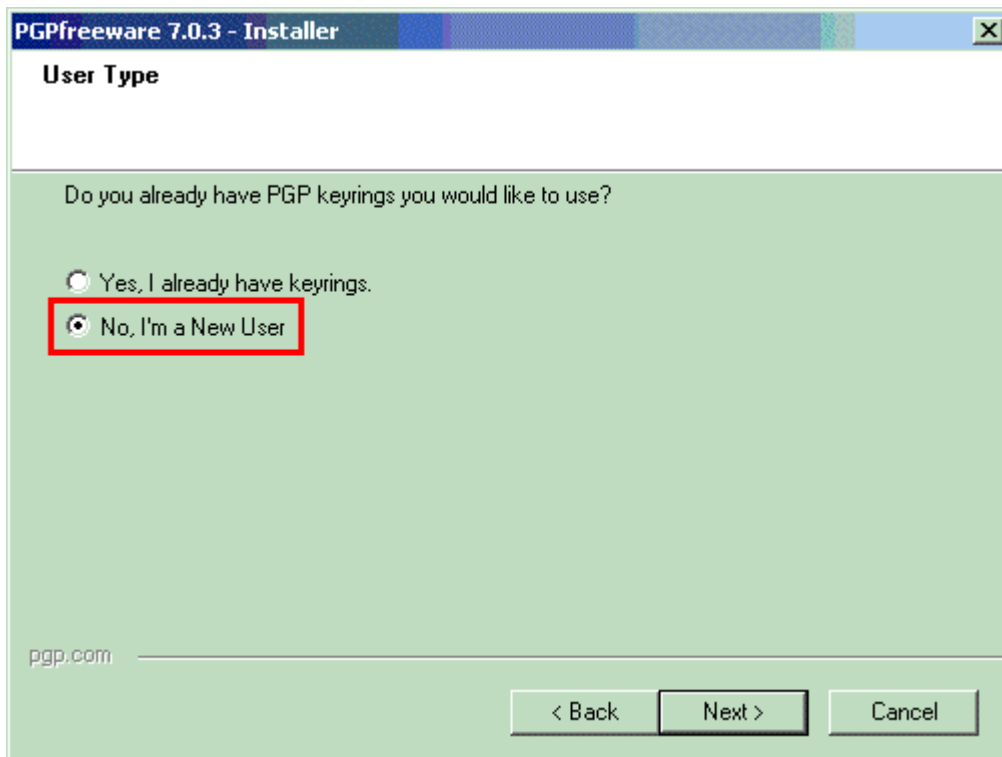 PGPfreeware 7.0.3 - Installer
User Type
Do you already have PGP keyrings you would like to use?
Yes, I already have keyrings.
No, I'm a New User
pgp.com
< Back Next > Cancel